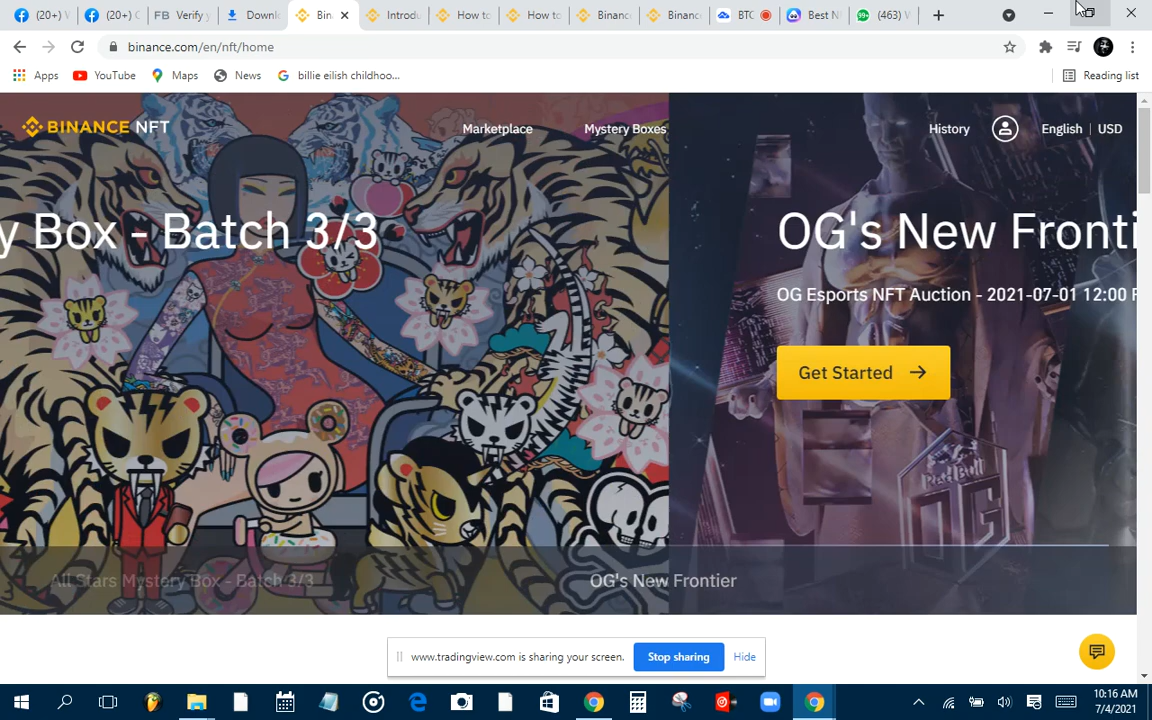 (20+) W
(20+) C
Verify y
Downl
Bin
Introdu
How to
How to
Binanc
Binanc
BTC
Best N
(463) W
binance.com/en/nft/home
Apps
YouTube
Maps
News
billie eilish childhoo...
Reading list
BINANCE NFT
Marketplace
Mystery Boxes
History
English | USD
y Box - Batch 3/3
OG's New Fronti
OG Esports NFT Auction - 2021-07-01 12:00 P
Get Started
All Stars Mystery Box - Batch 3/3
OG's New Frontier
www.tradingview.com is sharing your screen.
Stop sharing
Hide
10:16 AM
7/4/2021